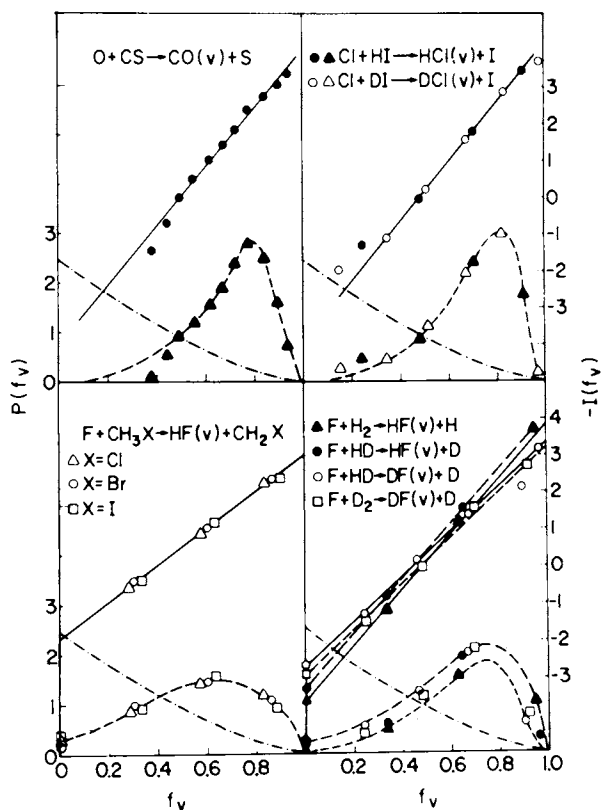 O+CS→CO(v)+S
●▲Cl+HI→HCl(v)+I
○△Cl+DI→DCl(v)+I
3
2
1
0
3
2
1
0
-1
-2
-3
P(fv)
-I(fv)
F+CH₃X→HF(v)+CH₂X
△X=Cl
○X=Br
□X=I
▲F+H₂→HF(v)+H
●F+HD→HF(v)+D
○F+HD→DF(v)+D
□F+D₂→DF(v)+D
3
2
1
0
4
3
2
1
0
-1
-2
-3
0 0.2 0.4 0.6 0.8
0.2 0.4 0.6 0.8 1.0
fv
fv